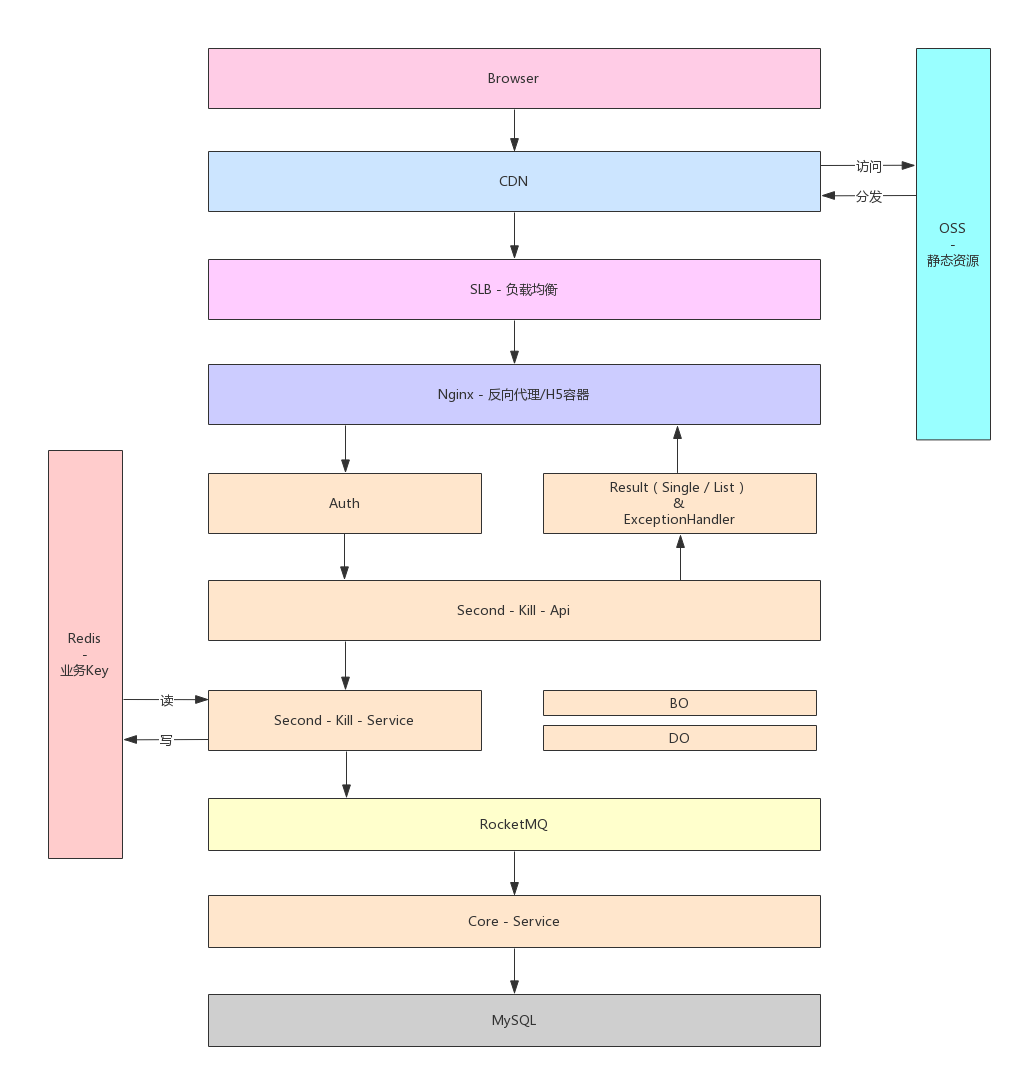 Browser
CDN
访问
分发
OSS
-
静态资源
SLB - 负载均衡
Nginx - 反向代理/H5容器
Auth
Result ( Single / List )
&
ExceptionHandler
Second - Kill - Api
Redis
-
业务Key
读
写
Second - Kill - Service
BO
DO
RocketMQ
Core - Service
MySQL